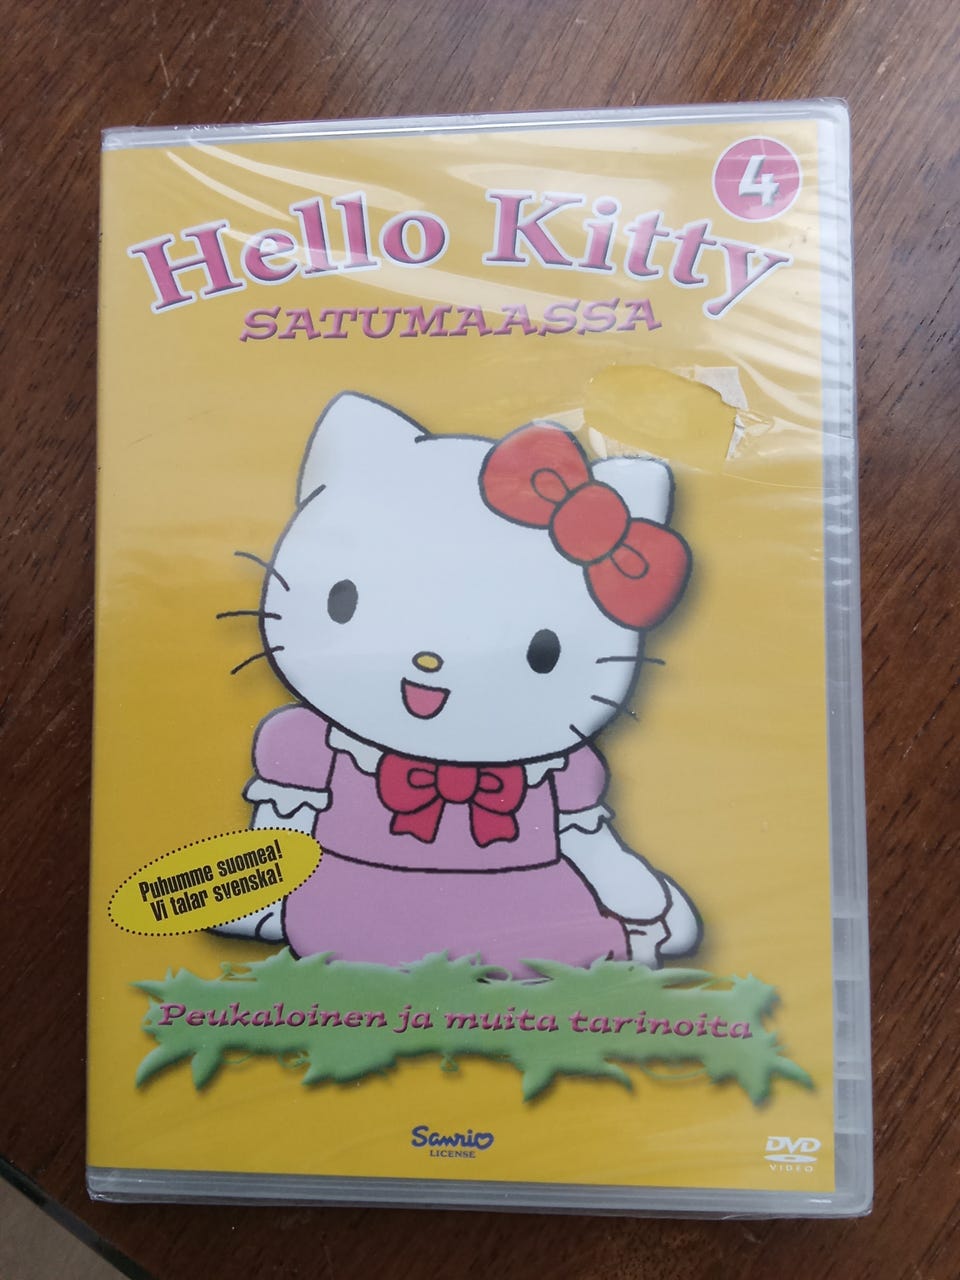 4
Hello Kitty
SATUMAASSA
Puhumme suomea!
Vi talar svenska!
Peukaloinen ja muita tarinoita
Sanrio
LICENSE
DVD
VIDEO